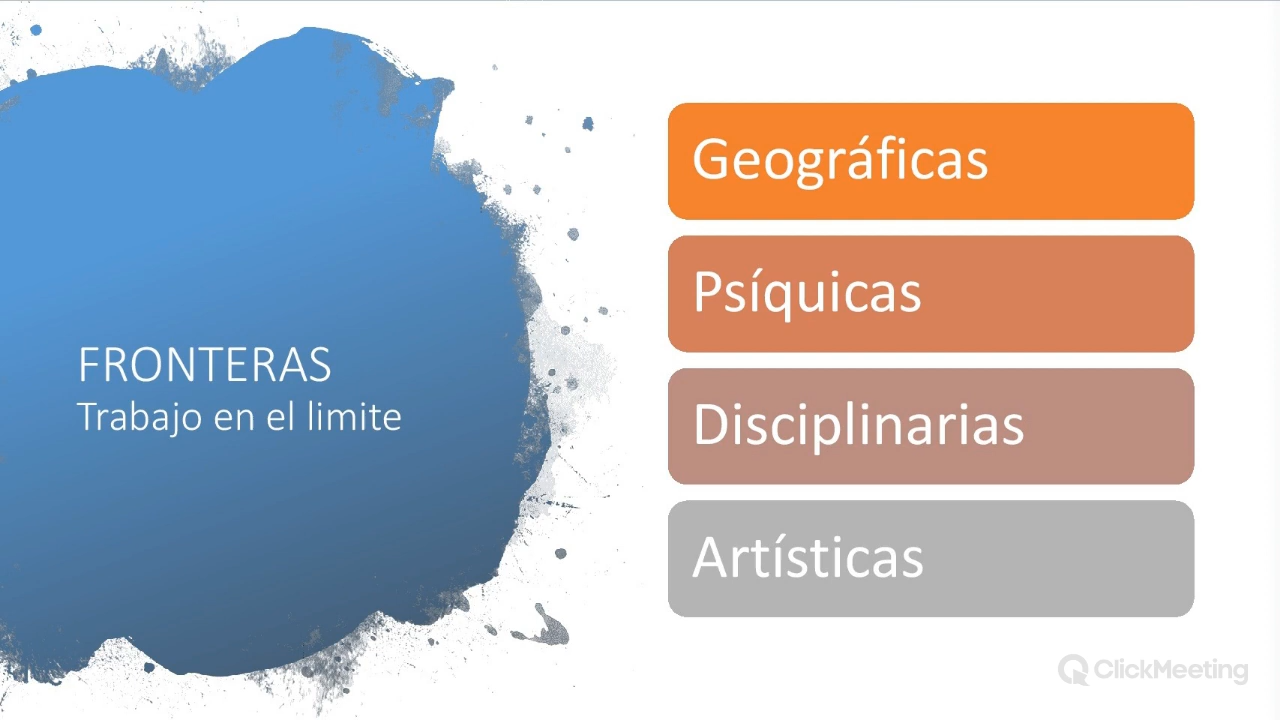 FRONTERAS
Trabajo en el limite
Geográficas
Psíquicas
Disciplinarias
Artísticas
ClickMeeting